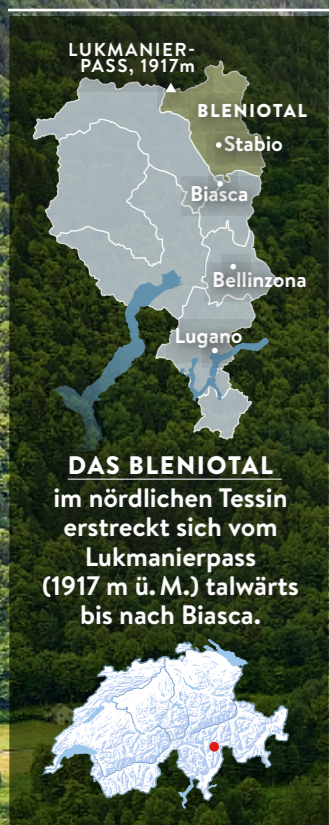 LUKMANIER-
PASS, 1917m
BLENIOTAL
Stabio
Biasca
Bellinzona
Lugano
DAS BLENIOTAL
im nördlichen Tessin
erstreckt sich vom
Lukmanierpass
(1917 m ü. M.) talwärts
bis nach Biasca.